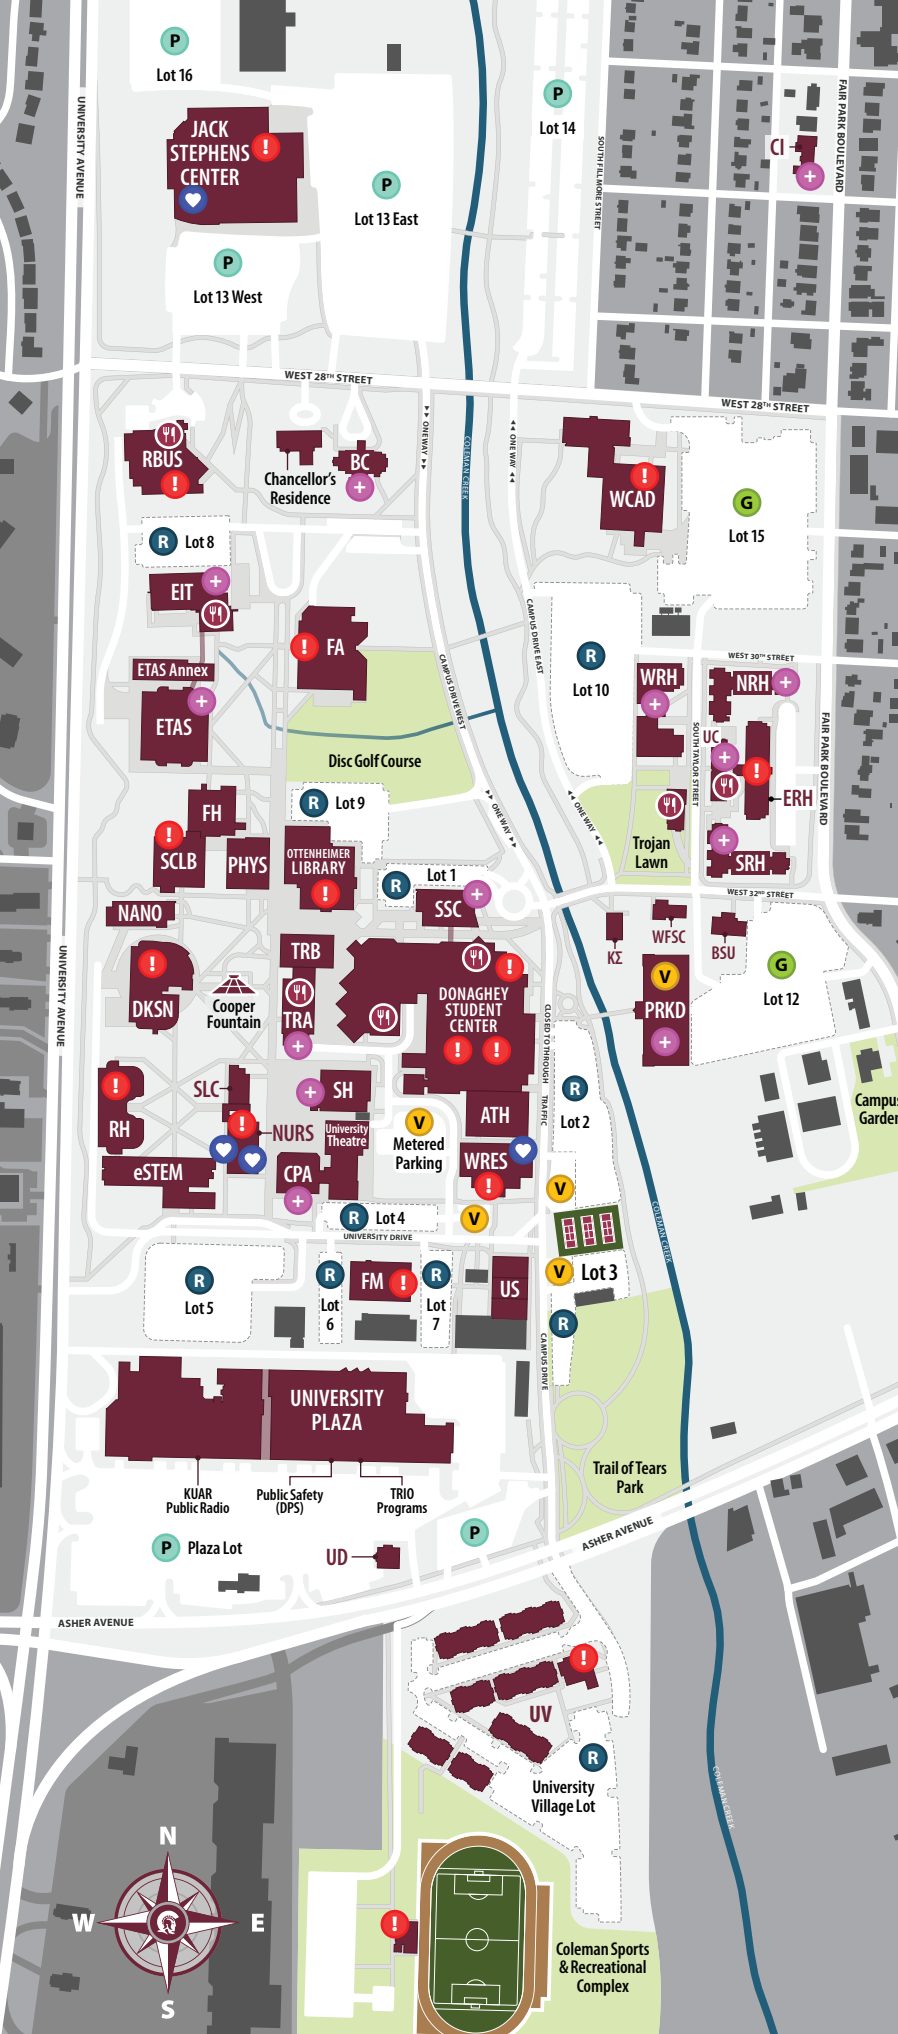 P
Lot 16
P
Lot 14
UNIVERSITY AVENUE
FAIR PARK BOULEVARD
SOUTH FILLMORE STREET
JACK
STEPHENS
CENTER
!
CI
+
P
Lot 13 East
P
Lot 13 West
WEST 28TH STREET
WEST 28TH STREET
ONE WAY
COLEMAN CREEK
ONE WAY
RBUS
!
Chancellor's
Residence
BC
+
WCAD
!
G
Lot 15
R
Lot 8
EIT
+
FA
!
CAMPUS DRIVE EAST
R
Lot 10
WEST 30TH STREET
ETAS Annex
ETAS
+
CAMPUS DRIVE WEST
WRH
+
NRH
+
UC
+
SOUTH TAYLOR STREET
!
ERH
FAIR PARK BOULEVARD
Disc Golf Course
R
Lot 9
ONE WAY
ONE WAY
FH
!
SCLB
PHYS
OTTENHEIMER
LIBRARY
!
Trojan
Lawn
+
SRH
R
Lot 1
SSC
+
WEST 32ND STREET
NANO
KΣ
WFSC
BSU
UNIVERSITY AVENUE
!
DKSN
Cooper
Fountain
TRB
TRA
+
!
DONAGHEY
STUDENT
CENTER
!
!
V
PRKD
+
G
Lot 12
CLOSED TO THROUGH TRAFFIC
R
Lot 2
Campus
Garden
!
RH
SLC
!
NURS
+
SH
University
Theatre
V
Metered
Parking
ATH
WRES
!
eSTEM
CPA
+
V
R
Lot 4
V
UNIVERSITY DRIVE
COLEMAN CREEK
R
Lot 5
R
Lot
6
FM
!
R
Lot
7
US
V
Lot 3
R
CAMPUS DRIVE
UNIVERSITY
PLAZA
KUAR
Public Radio
Public Safety
(DPS)
TRIO
Programs
Trail of Tears
Park
P
Plaza Lot
UD
P
ASHER AVENUE
ASHER AVENUE
!
UV
R
University
Village Lot
COLEMAN CREEK
N
W
E
S
!
Coleman Sports
& Recreational
Complex